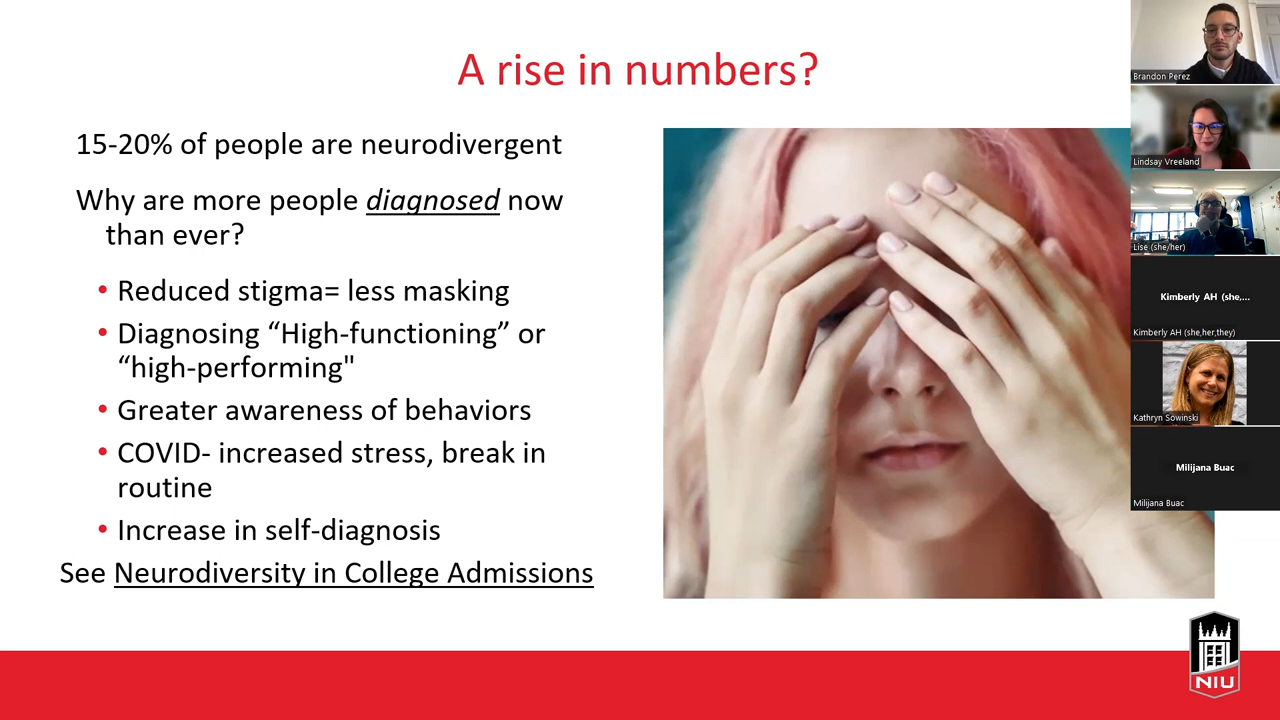 A rise in numbers?
15-20% of people are neurodivergent
Why are more people diagnosed now
than ever?
• Reduced stigma= less masking
• Diagnosing “High-functioning” or
“high-performing"
• Greater awareness of behaviors
• COVID- increased stress, break in
routine
• Increase in self-diagnosis
See Neurodiversity in College Admissions
Brandon Perez
Lindsay Vreeland
Lise (she/her)
Kimberly AH (she,...
Kimberly AH (she,her,they)
Kathryn Sowinski
Milijana Buac
Milijana Buac
NIU